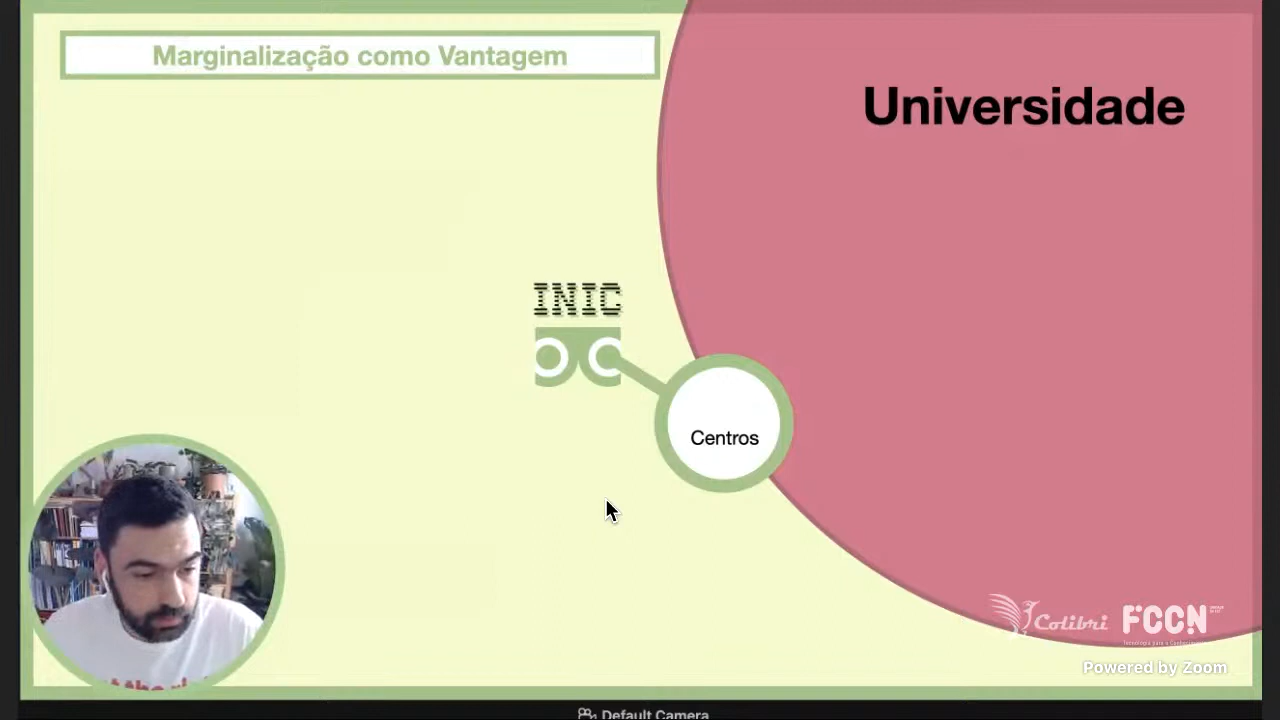 Marginalização como Vantagem
Universidade
INIC
Centros
Colibri
FCCN
Powered by Zoom
Default Camera